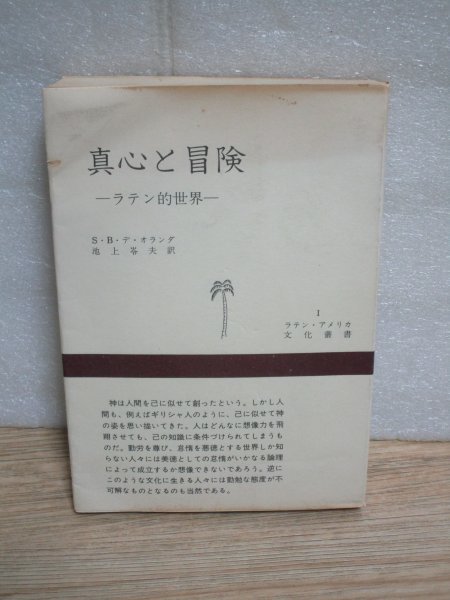 真心と冒険
―ラテン的世界―
S・B・デ・オランダ
池上岑夫訳
1
ラテン・アメリカ
文化叢書
神は人間を己に似せて創ったという。しかし人
間も、例えばギリシャ人のように、己に似せて神
の姿を思い描いてきた。人はどんなに想像力を飛
翔させても、己の知識に条件づけられてしまうも
のだ。勤労を尊び、怠惰を悪徳とする世界しか知
らない人々には美徳としての怠惰がいかなる論理
によって成立するか想像できないであろう。逆に
このような文化に生きる人々には勤勉な態度が不
可解なものとなるのも当然である。